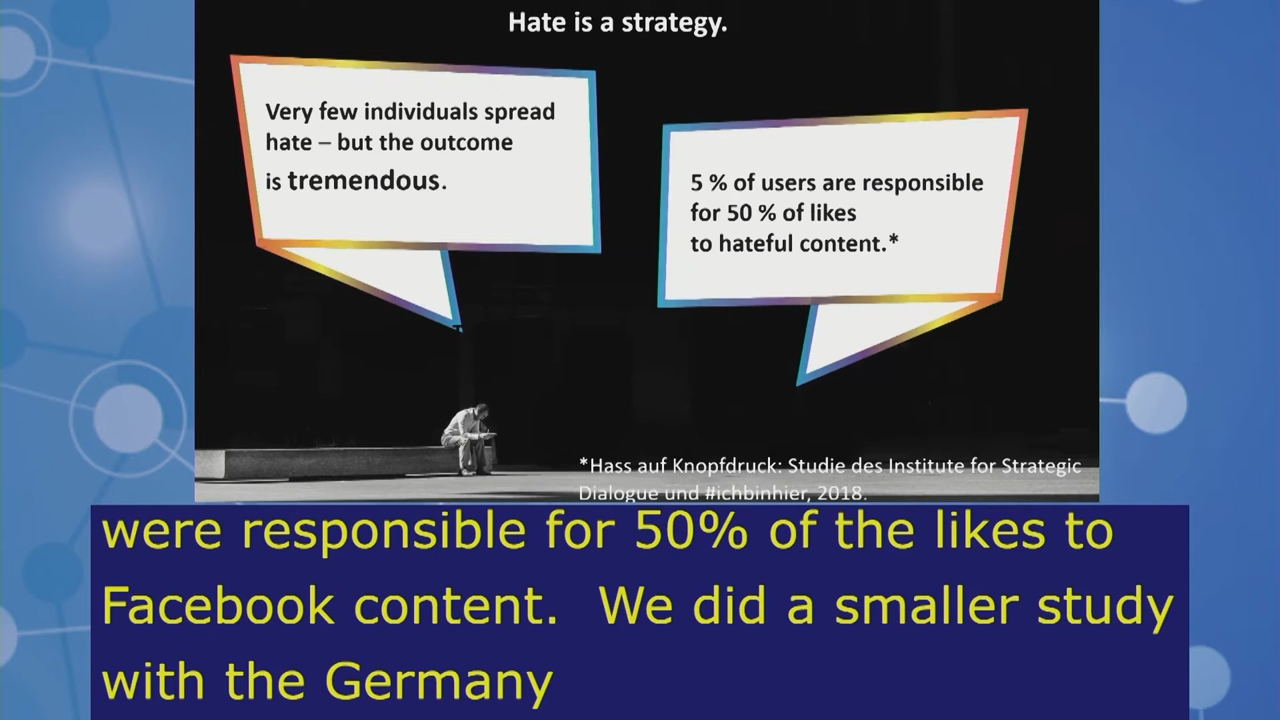 Hate is a strategy.
Very few individuals spread
hate – but the outcome
is tremendous.
5 % of users are responsible
for 50 % of likes
to hateful content.*
*Hass auf Knopfdruck: Studie des Institute for Strategic
Dialogue und #ichbinhier, 2018.
were responsible for 50% of the likes to
Facebook content.  We did a smaller study
with the Germany